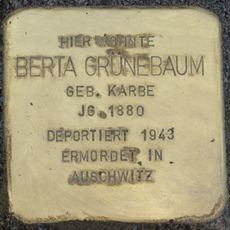 HIER WOHNTE
BERTA GRÜNEBAUM
GEB. KARBE
JG. 1880
DEPORTIERT 1943
ERMORDET IN
AUSCHWITZ